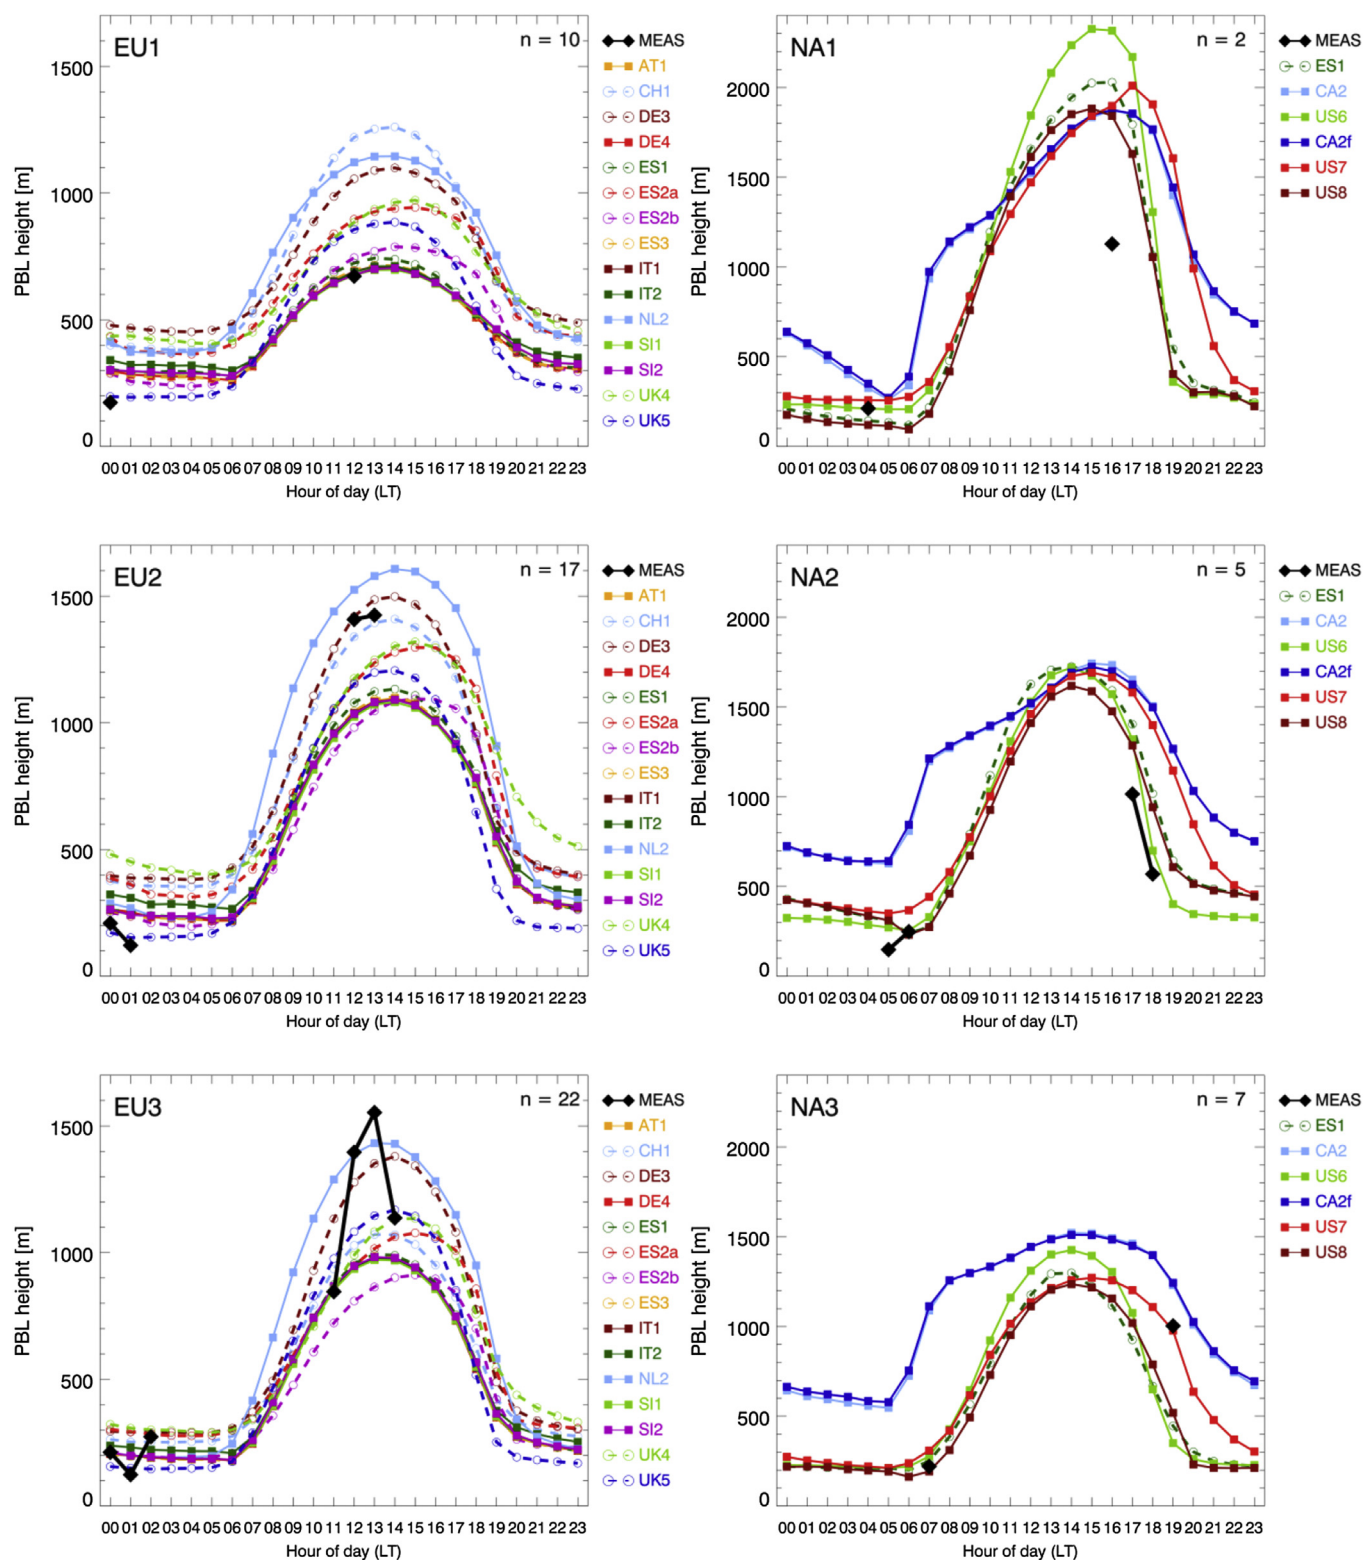 EU1
n = 10
PBL height [m]
1500
1000
500
0
00 01 02 03 04 05 06 07 08 09 10 11 12 13 14 15 16 17 18 19 20 21 22 23
Hour of day (LT)
MEAS
AT1
CH1
DE3
DE4
ES1
ES2a
ES2b
ES3
IT1
IT2
NL2
SI1
SI2
UK4
UK5
NA1
n = 2
PBL height [m]
2000
1500
1000
500
0
00 01 02 03 04 05 06 07 08 09 10 11 12 13 14 15 16 17 18 19 20 21 22 23
Hour of day (LT)
MEAS
ES1
CA2
US6
CA2f
US7
US8
EU2
n = 17
PBL height [m]
1500
1000
500
0
00 01 02 03 04 05 06 07 08 09 10 11 12 13 14 15 16 17 18 19 20 21 22 23
Hour of day (LT)
MEAS
AT1
CH1
DE3
DE4
ES1
ES2a
ES2b
ES3
IT1
IT2
NL2
SI1
SI2
UK4
UK5
NA2
n = 5
PBL height [m]
2000
1500
1000
500
0
00 01 02 03 04 05 06 07 08 09 10 11 12 13 14 15 16 17 18 19 20 21 22 23
Hour of day (LT)
MEAS
ES1
CA2
US6
CA2f
US7
US8
EU3
n = 22
PBL height [m]
1500
1000
500
0
00 01 02 03 04 05 06 07 08 09 10 11 12 13 14 15 16 17 18 19 20 21 22 23
Hour of day (LT)
MEAS
AT1
CH1
DE3
DE4
ES1
ES2a
ES2b
ES3
IT1
IT2
NL2
SI1
SI2
UK4
UK5
NA3
n = 7
PBL height [m]
2000
1500
1000
500
0
00 01 02 03 04 05 06 07 08 09 10 11 12 13 14 15 16 17 18 19 20 21 22 23
Hour of day (LT)
MEAS
ES1
CA2
US6
CA2f
US7
US8